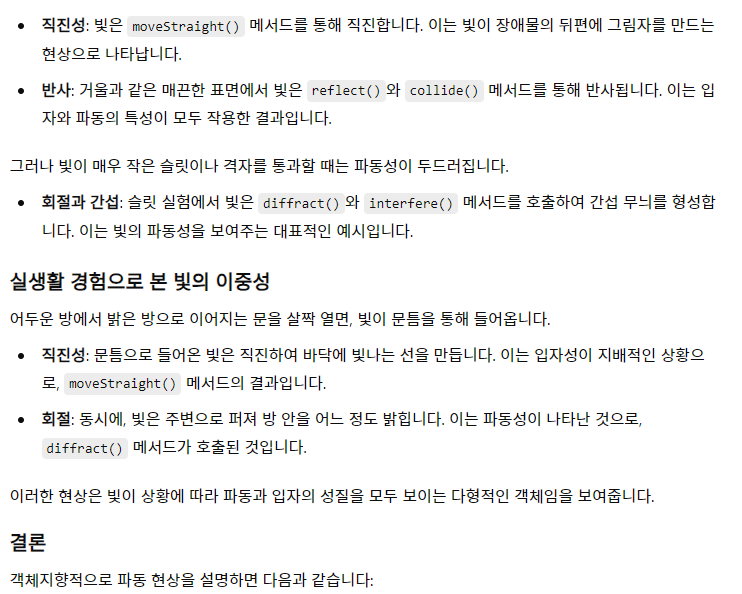 • 직진성: 빛은 moveStraight() 메서드를 통해 직진합니다. 이는 빛이 장애물의 뒤편에 그림자를 만드는
현상으로 나타납니다.
• 반사: 거울과 같은 매끈한 표면에서 빛은 reflect()와 collide() 메서드를 통해 반사됩니다. 이는 입
자와 파동의 특성이 모두 작용한 결과입니다.
그러나 빛이 매우 작은 슬릿이나 격자를 통과할 때는 파동성이 두드러집니다.
• 회절과 간섭: 슬릿 실험에서 빛은 diffract()와 interfere() 메서드를 호출하여 간섭 무늬를 형성합
니다. 이는 빛의 파동성을 보여주는 대표적인 예시입니다.
실생활 경험으로 본 빛의 이중성
어두운 방에서 밝은 방으로 이어지는 문을 살짝 열면, 빛이 문틈을 통해 들어옵니다.
• 직진성: 문틈으로 들어온 빛은 직진하여 바닥에 빛나는 선을 만듭니다. 이는 입자성이 지배적인 상황으
로, moveStraight() 메서드의 결과입니다.
• 회절: 동시에, 빛은 주변으로 퍼져 방 안을 어느 정도 밝힙니다. 이는 파동성이 나타난 것으로,
diffract() 메서드가 호출된 것입니다.
이러한 현상은 빛이 상황에 따라 파동과 입자의 성질을 모두 보이는 다형적인 객체임을 보여줍니다.
결론
객체지향적으로 파동 현상을 설명하면 다음과 같습니다: